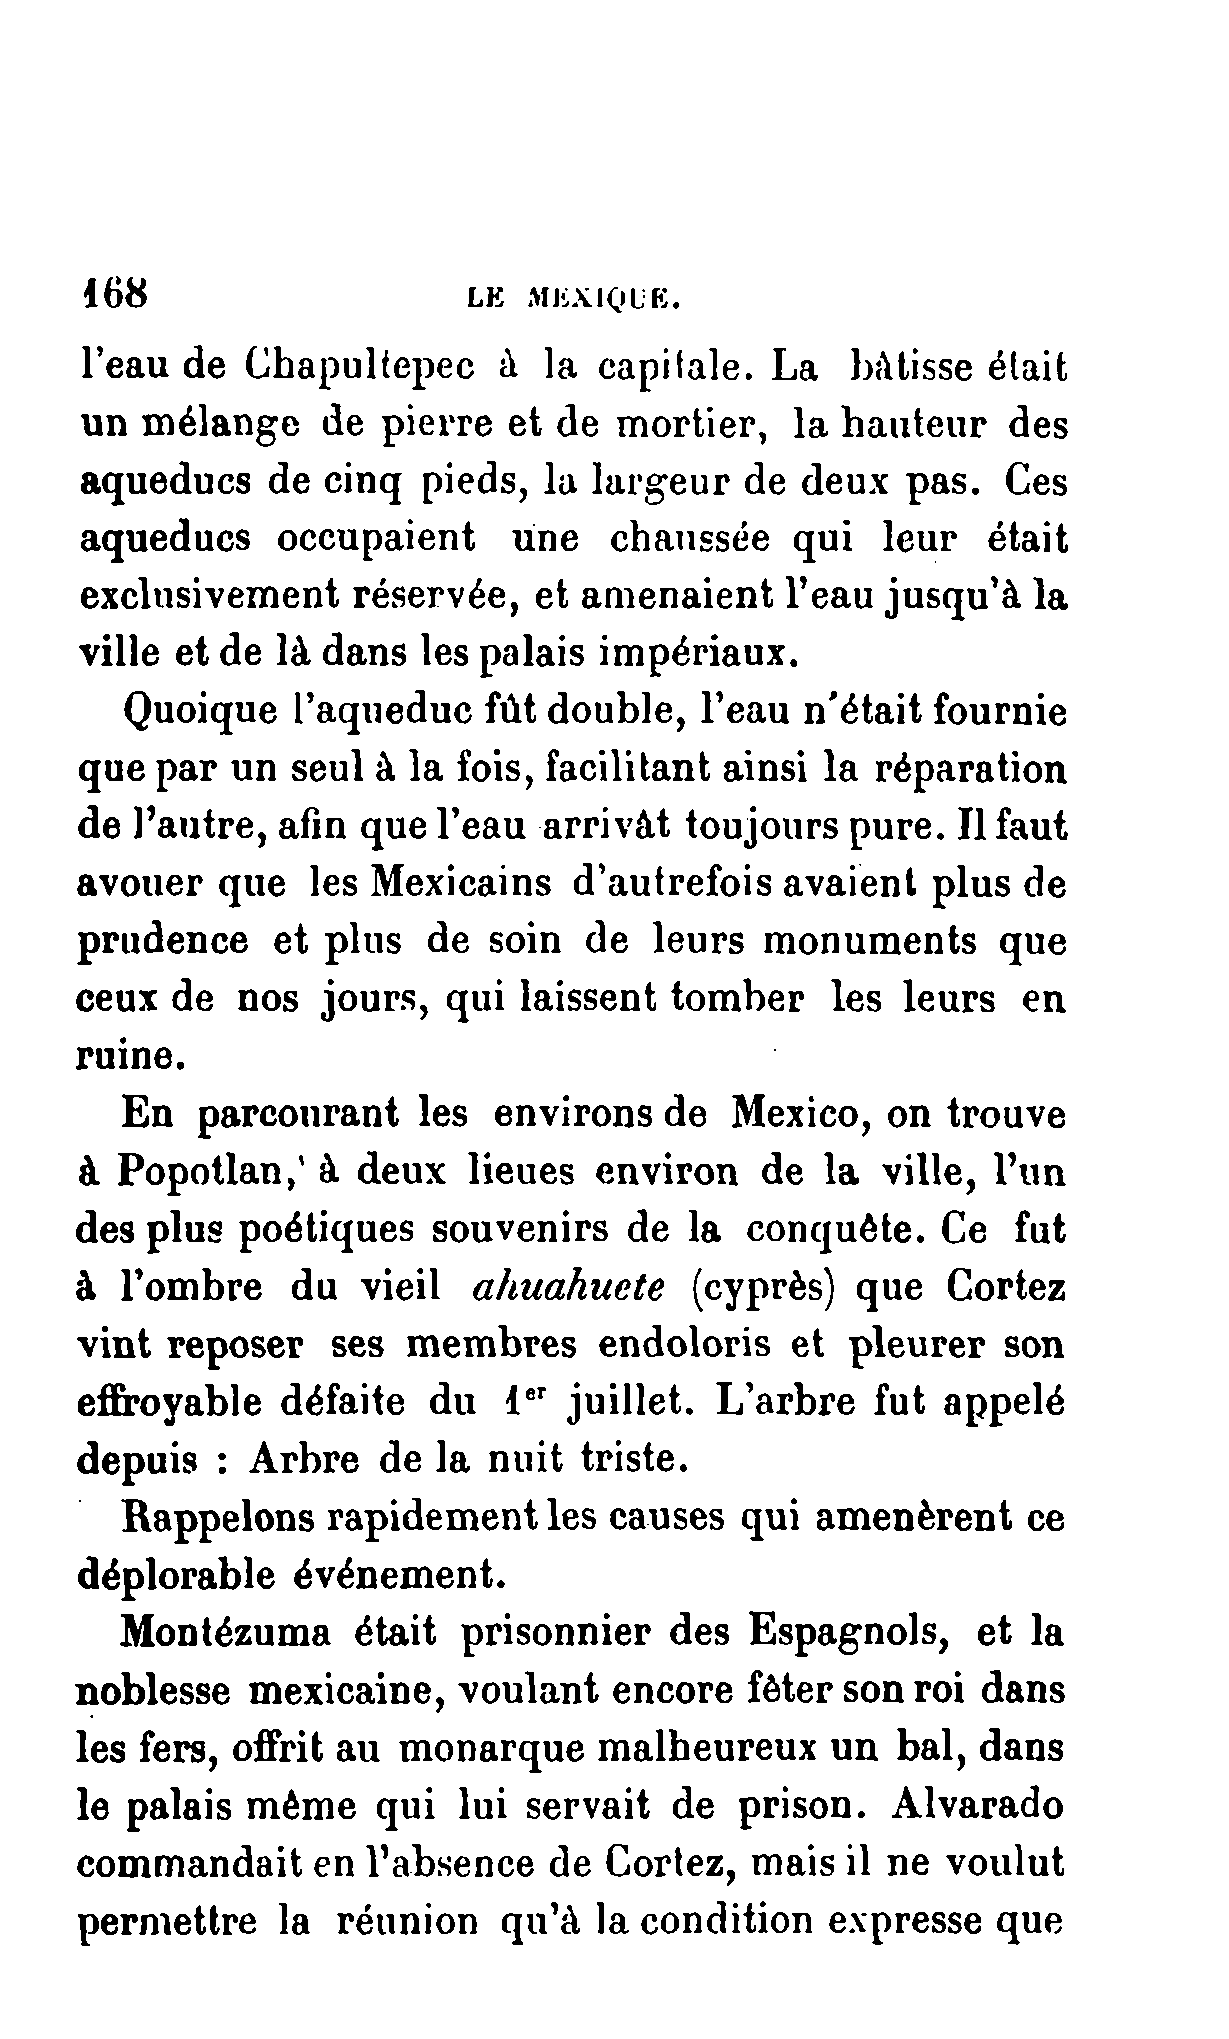 168 LE MEXIQUE.
l'eau de Chapultepec à la capitale. La bâtisse était
un mélange de pierre et de mortier, la hauteur des
aqueducs de cinq pieds, la largeur de deux pas. Ces
aqueducs occupaient une chaussée qui leur était
exclusivement réservée, et amenaient l'eau jusqu'à la
ville et de là dans les palais impériaux.
Quoique l'aqueduc fût double, l'eau n'était fournie
que par un seul à la fois, facilitant ainsi la réparation
de l'autre, afin que l'eau arrivât toujours pure. Il faut
avouer que les Mexicains d'autrefois avaient plus de
prudence et plus de soin de leurs monuments que
ceux de nos jours, qui laissent tomber les leurs en
ruine.
En parcourant les environs de Mexico, on trouve
à Popotlan, à deux lieues environ de la ville, l'un
des plus poétiques souvenirs de la conquête. Ce fut
à l'ombre du vieil ahuahuete (cyprès) que Cortez
vint reposer ses membres endoloris et pleurer son
effroyable défaite du 1er juillet. L'arbre fut appelé
depuis : Arbre de la nuit triste.
Rappelons rapidement les causes qui amenèrent ce
déplorable événement.
Montézuma était prisonnier des Espagnols, et la
noblesse mexicaine, voulant encore fêter son roi dans
les fers, offrit au monarque malheureux un bal, dans
le palais même qui lui servait de prison. Alvarado
commandait en l'absence de Cortez, mais il ne voulut
permettre la réunion qu'à la condition expresse que